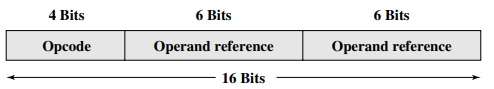 4 Bits 6 Bits 6 Bits
Opcode Operand reference Operand reference
16 Bits